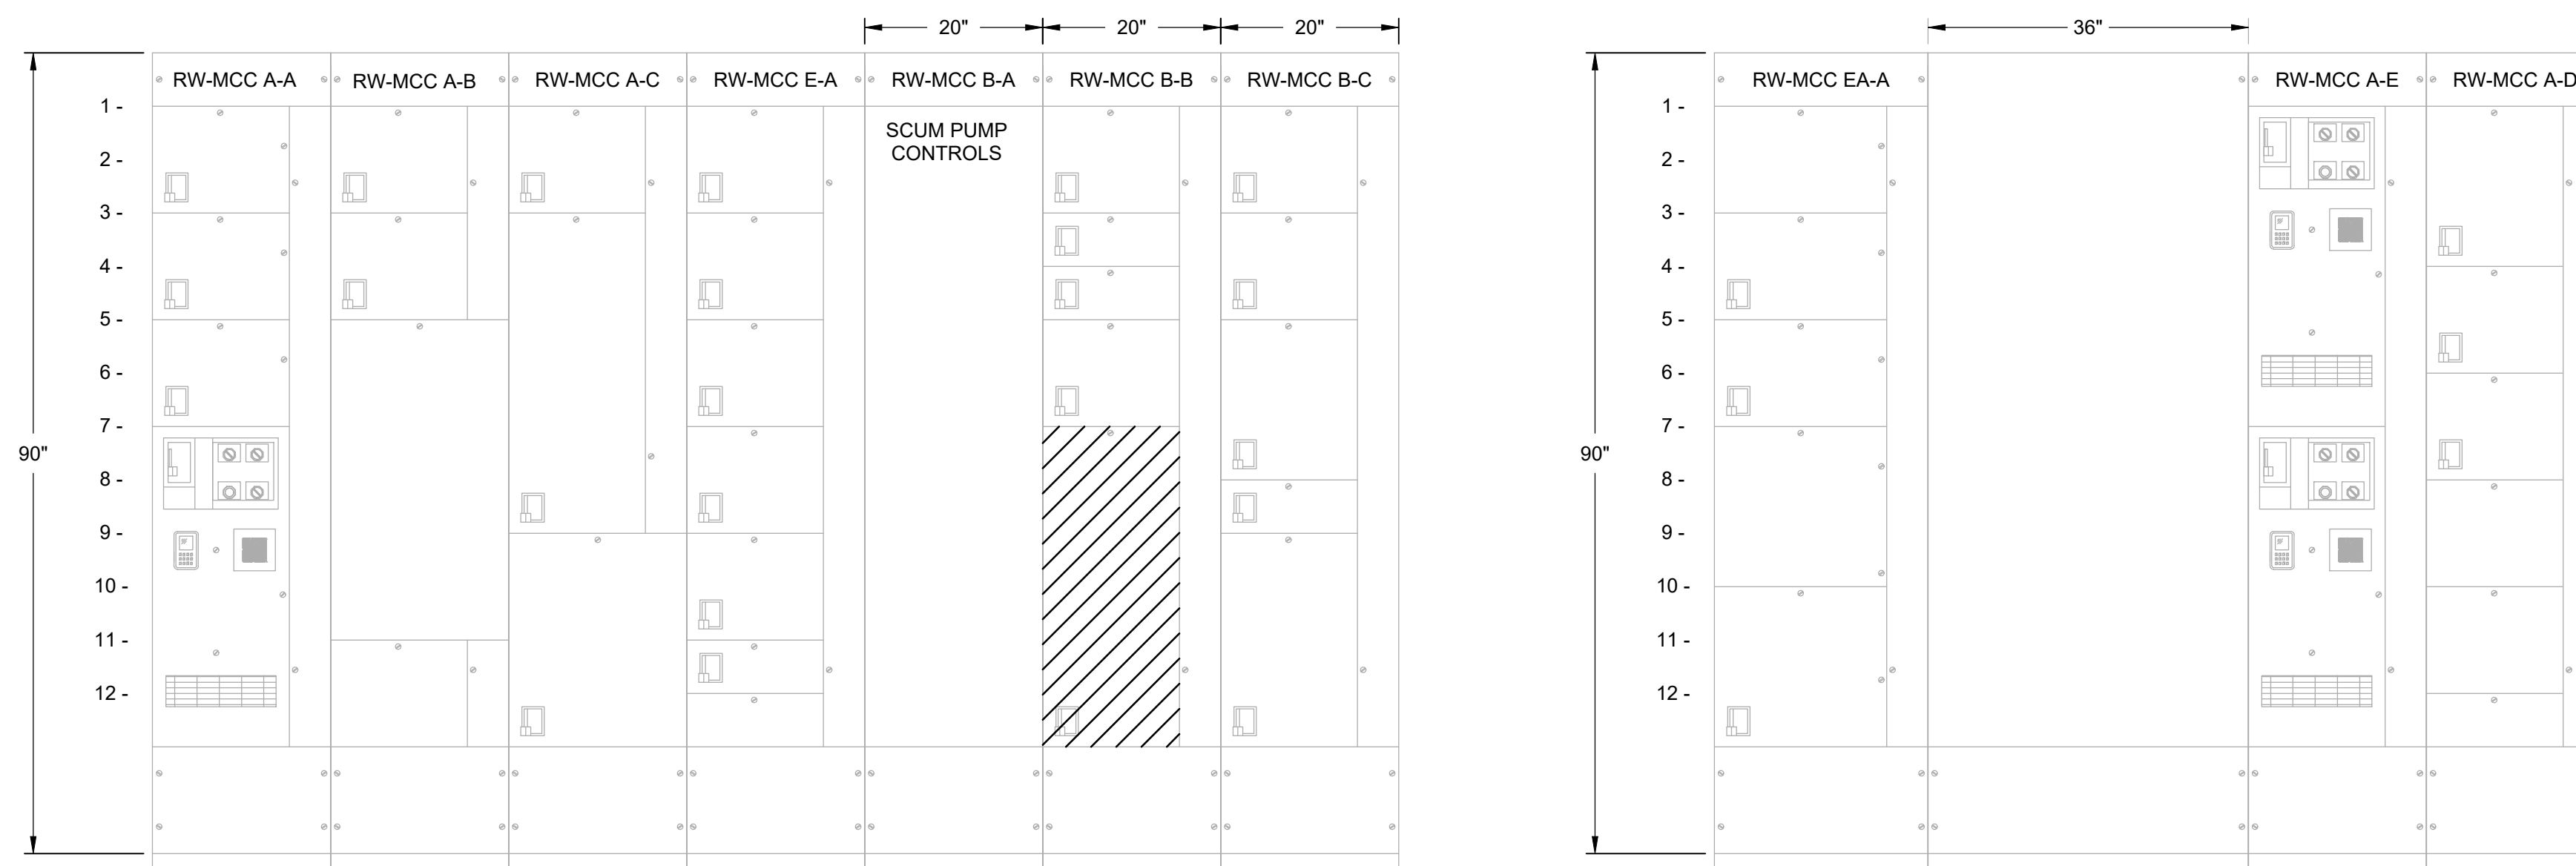 20" 20" 20" 36"
RW-MCC A-A RW-MCC A-B RW-MCC A-C RW-MCC E-A RW-MCC B-A RW-MCC B-B RW-MCC B-C RW-MCC EA-A RW-MCC A-E RW-MCC A-D
1 - 1 -
SCUM PUMP
CONTROLS
2 - 2 -
3 - 3 -
4 - 4 -
5 - 5 -
6 - 6 -
7 - 7 -
90" 90"
8 - 8 -
9 - 9 -
10 - 10 -
11 - 11 -
12 - 12 -